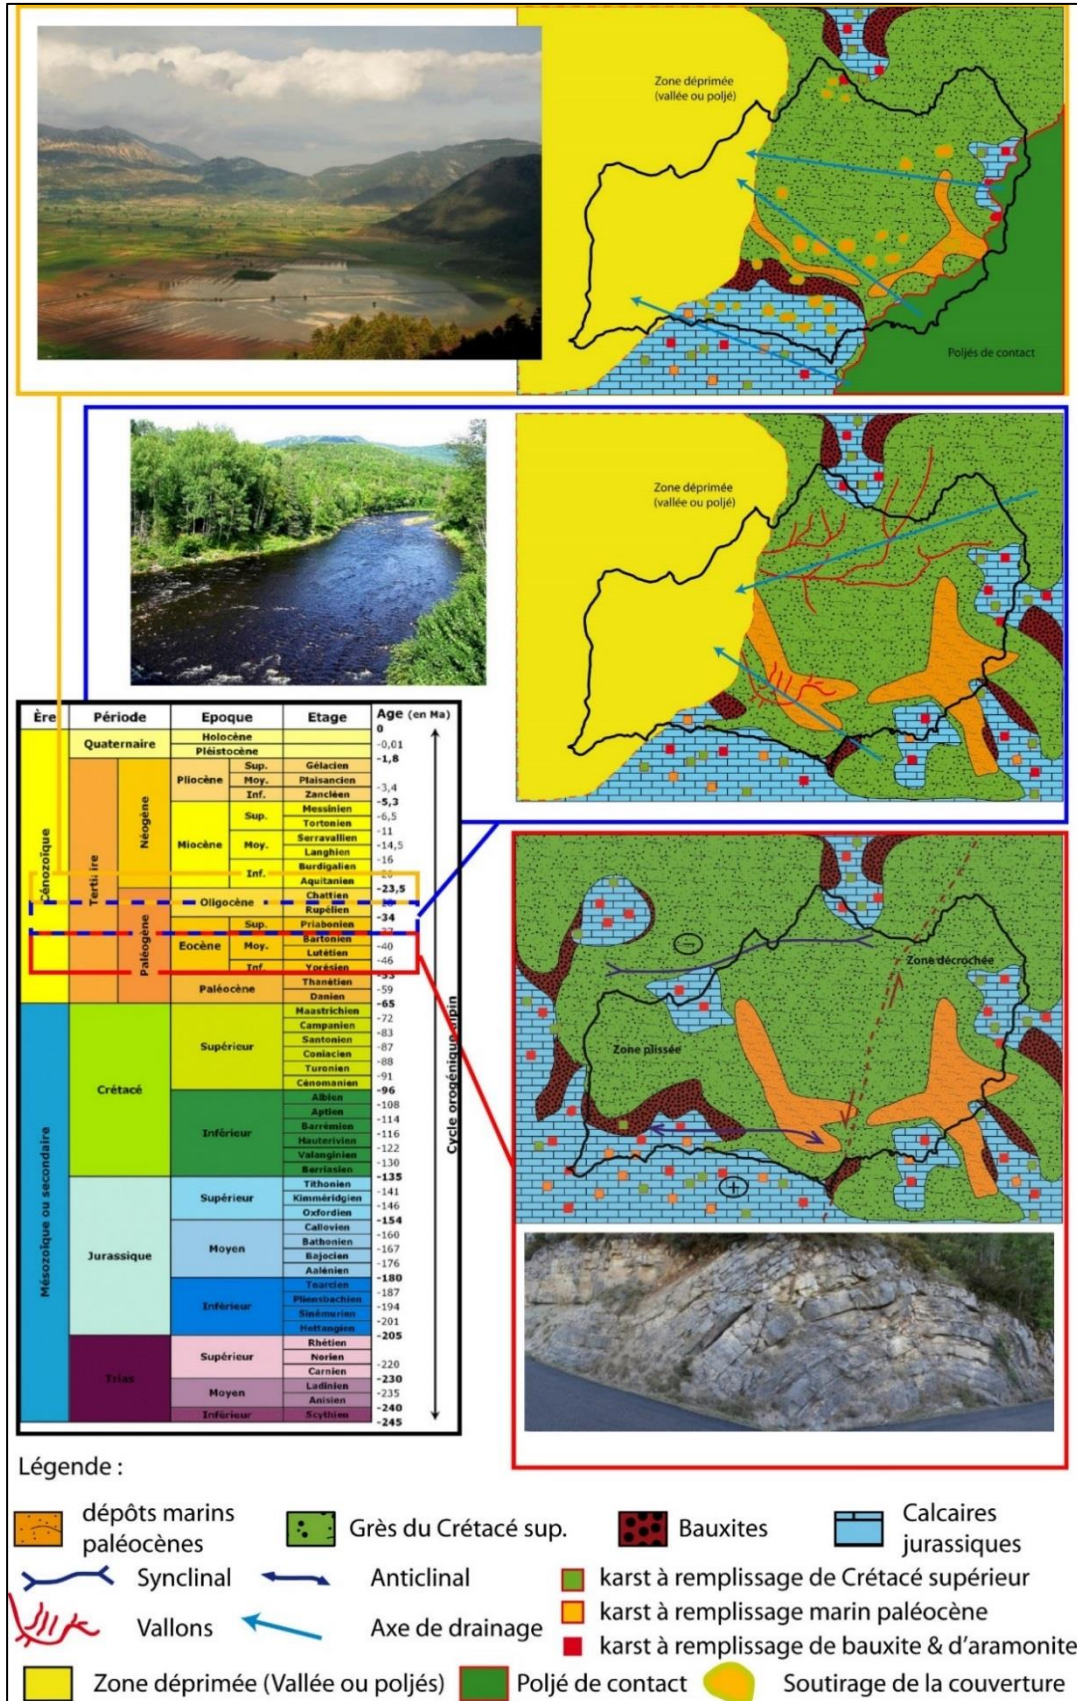 Zone déprimée
(vallée ou poljé)
Poljés de contact
Zone déprimée
(vallée ou poljé)
Ère Période Epoque Etage Age (en Ma)
0
Quaternaire Holocène -0,01
Pléistocène -1,8
Cénozoïque Tertiaire Néogène Pliocène Sup. Gélacien
Moy. Plaisancien -3,4
Inf. Zancléen -5,3
Miocène Sup. Messinien -6,5
Tortonien -11
Moy. Serravallien -14,5
Langhien -16
Inf. Burdigalien
Aquitanien -23,5
Paléogène Oligocène Chattien
Rupélien -34
Eocène Sup. Priabonien
Moy. Bartonien -40
Lutétien -46
Inf. Yprésien -53
Paléocène Thanétien -59
Danien -65
Mésozoïque ou secondaire Crétacé Supérieur Maastrichien -72
Campanien -83
Santonien -87
Coniacien -88
Turonien -91
Cénomanien -96
Inférieur Albien -108
Aptien -114
Barrémien -116
Hauterivien -122
Valanginien -130
Berriasien -135
Jurassique Supérieur Tithonien -141
Kimméridgien -146
Oxfordien -154
Moyen Callovien -160
Bathonien -167
Bajocien -176
Aalénien -180
Inférieur Toarcien -187
Pliensbachien -194
Sinémurien -201
Hettangien -205
Trias Supérieur Rhétien
Norien -220
Carnien -230
Moyen Ladinien -235
Anisien -240
Inférieur Scythien -245
Cycle orogénique alpin
-
Zone décrochée
Zone plissée
+
Légende :
dépôts marins
paléocènes
Grès du Crétacé sup.
Bauxites
Calcaires
jurassiques
Synclinal
Anticlinal
karst à remplissage de Crétacé supérieur
Vallons
Axe de drainage
karst à remplissage marin paléocène
karst à remplissage de bauxite & d'aramonite
Zone déprimée (Vallée ou poljés)
Poljé de contact
Soutirage de la couverture